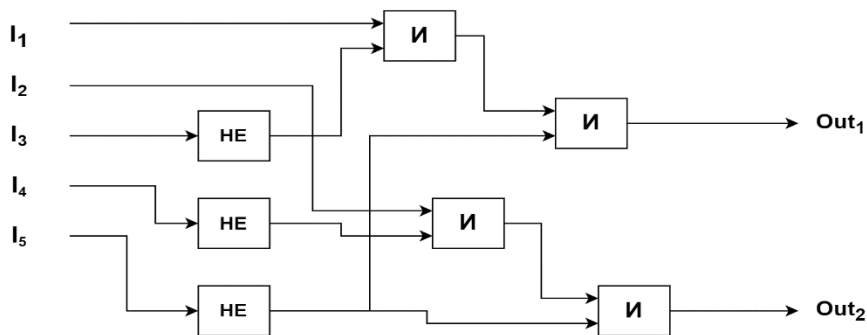 I₁
И
I₂
И
Out₁
I₃
НЕ
I₄
НЕ
И
I₅
НЕ
И
Out₂